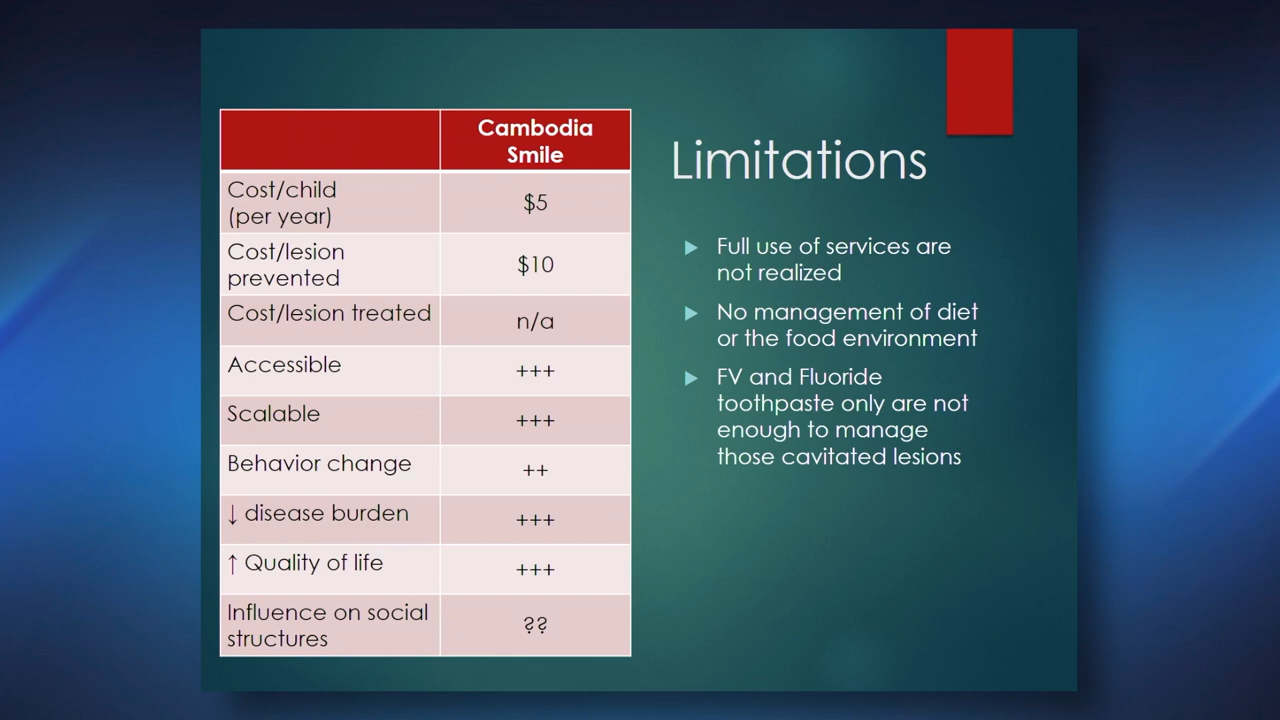 Cambodia
Smile
Cost/child
(per year)
$5
Cost/lesion
prevented
$10
Cost/lesion treated
n/a
Accessible
+++
Scalable
+++
Behavior change
++
↓ disease burden
+++
↑ Quality of life
+++
Influence on social
structures
??
Limitations
Full use of services are
not realized
No management of diet
or the food environment
FV and Fluoride
toothpaste only are not
enough to manage
those cavitated lesions